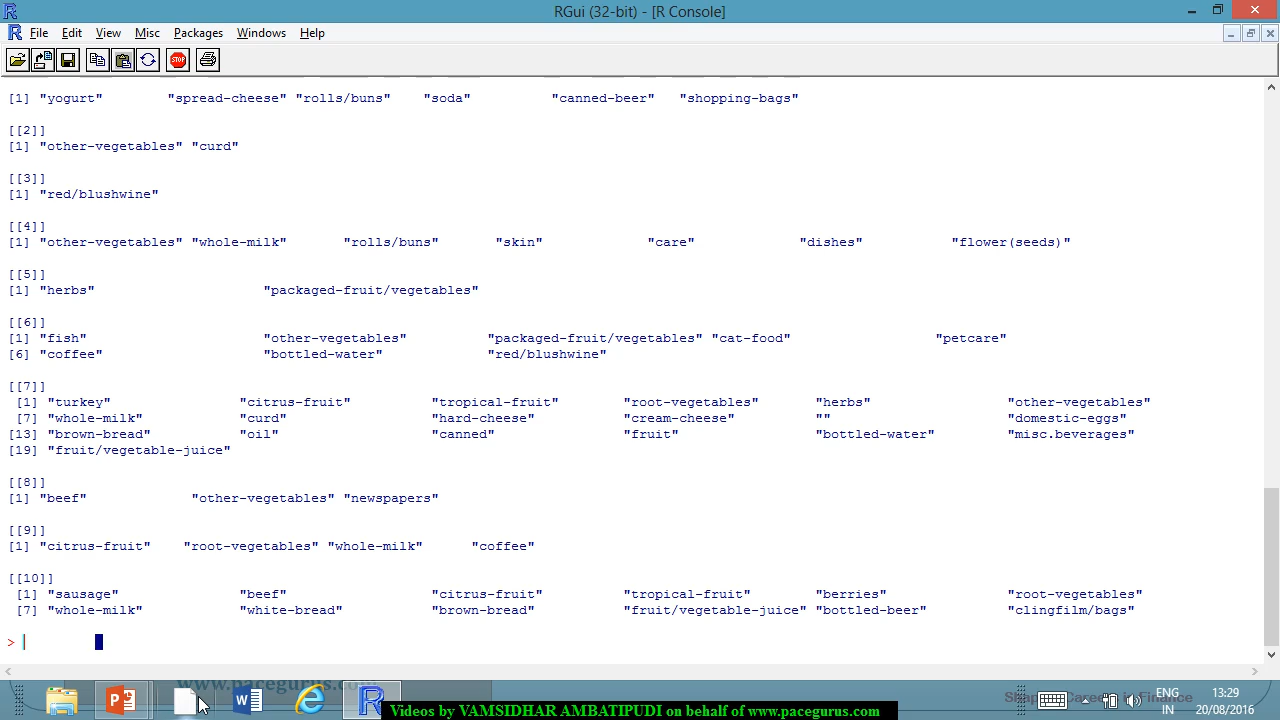 RGui (32-bit) - [R Console]
File Edit View Misc Packages Windows Help
STOP
[1] "yogurt" "spread-cheese" "rolls/buns" "soda" "canned-beer" "shopping-bags"
[[2]]
[1] "other-vegetables" "curd"
[[3]]
[1] "red/blushwine"
[[4]]
[1] "other-vegetables" "whole-milk" "rolls/buns" "skin" "care" "dishes" "flower(seeds)"
[[5]]
[1] "herbs" "packaged-fruit/vegetables"
[[6]]
[1] "fish" "other-vegetables" "packaged-fruit/vegetables" "cat-food" "petcare"
[6] "coffee" "bottled-water" "red/blushwine"
[[7]]
[1] "turkey" "citrus-fruit" "tropical-fruit" "root-vegetables" "herbs" "other-vegetables"
[7] "whole-milk" "curd" "hard-cheese" "cream-cheese" "" "domestic-eggs"
[13] "brown-bread" "oil" "canned" "fruit" "bottled-water" "misc.beverages"
[19] "fruit/vegetable-juice"
[[8]]
[1] "beef" "other-vegetables" "newspapers"
[[9]]
[1] "citrus-fruit" "root-vegetables" "whole-milk" "coffee"
[[10]]
[1] "sausage" "beef" "citrus-fruit" "tropical-fruit" "berries" "root-vegetables"
[7] "whole-milk" "white-bread" "brown-bread" "fruit/vegetable-juice" "bottled-beer" "clingfilm/bags"
>
www.pacegurus.com
ENG 13:29
IN 20/08/2016
Videos by VAMSIDHAR AMBATIPUDI on behalf of www.pacegurus.com